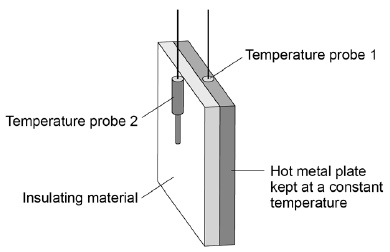 Temperature probe 1
Temperature probe 2
Insulating material
Hot metal plate
kept at a constant
temperature